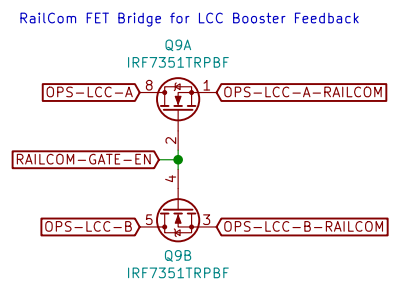 RailCom FET Bridge for LCC Booster Feedback
Q9A
IRF7351TRPBF
OPS-LCC-A 8 1 OPS-LCC-A-RAILCOM
2
RAILCOM-GATE-EN
4
OPS-LCC-B 5 3 OPS-LCC-B-RAILCOM
Q9B
IRF7351TRPBF